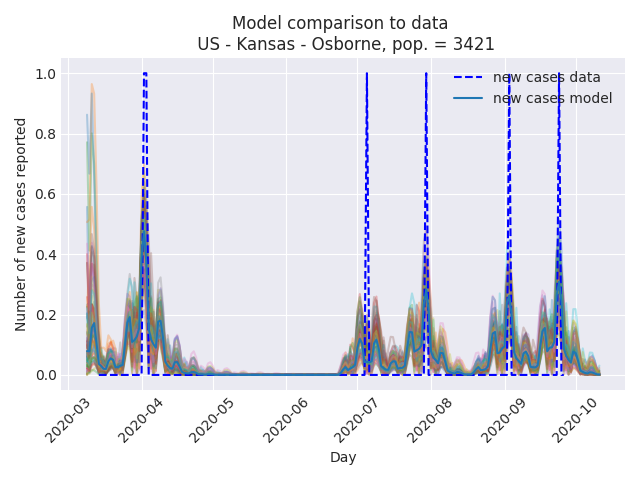 Model comparison to data
US - Kansas - Osborne, pop. = 3421
new cases data
new cases model
Number of new cases reported
1.0
0.8
0.6
0.4
0.2
0.0
2020-03
2020-04
2020-05
2020-06
2020-07
2020-08
2020-09
2020-10
Day